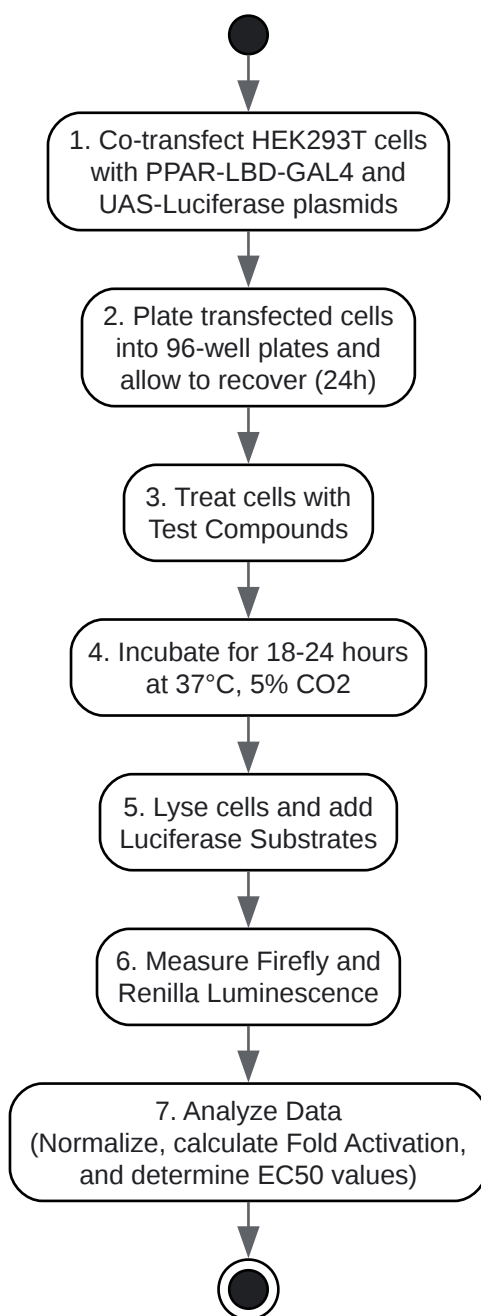 1. Co-transfect HEK293T cells
with PPAR-LBD-GAL4 and
UAS-Luciferase plasmids
2. Plate transfected cells
into 96-well plates and
allow to recover (24h)
3. Treat cells with
Test Compounds
4. Incubate for 18-24 hours
at 37°C, 5% CO2
5. Lyse cells and add
Luciferase Substrates
6. Measure Firefly and
Renilla Luminescence
7. Analyze Data
(Normalize, calculate Fold Activation,
and determine EC50 values)